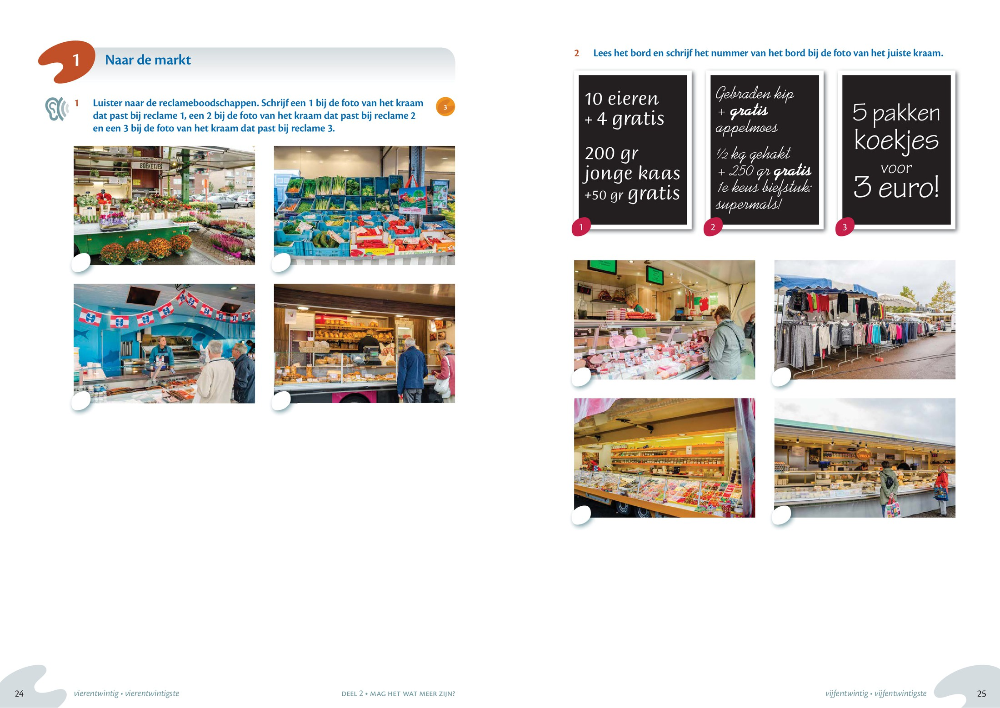 1
Naar de markt
1
Luister naar de reclameboodschappen. Schrijf een 1 bij de foto van het kraam
dat past bij reclame 1, een 2 bij de foto van het kraam dat past bij reclame 2
en een 3 bij de foto van het kraam dat past bij reclame 3.
3
BOEKETJES
24
vierentwintig • vierentwintigste
DEEL 2 • MAG HET WAT MEER ZIJN?
2
Lees het bord en schrijf het nummer van het bord bij de foto van het juiste kraam.
10 eieren
+ 4 gratis
200 gr
jonge kaas
+50 gr gratis
1
Gebraden kip
+ gratis
appelmoes
1/2 kg gehakt
+ 250 gr gratis
1e keus biefstuk:
supermals!
2
5 pakken
koekjes
voor
3 euro!
3
vijfentwintig • vijfentwintigste
25